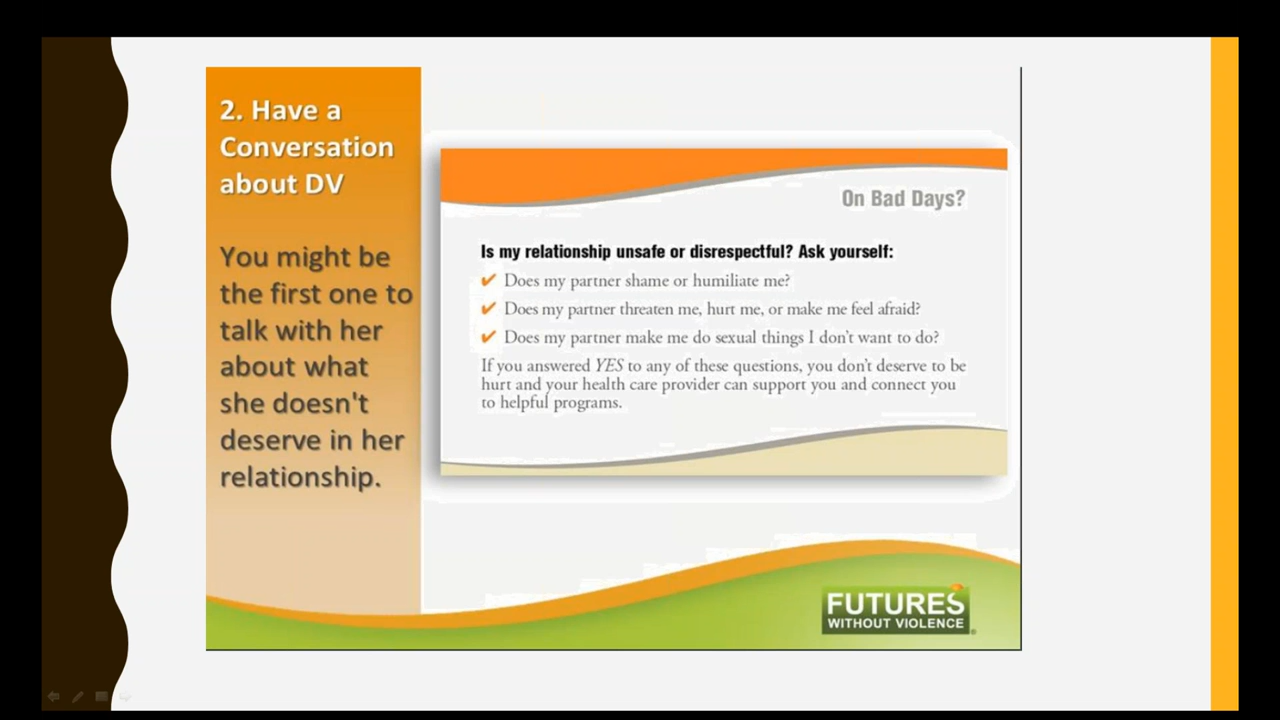 2. Have a
Conversation
about DV
You might be
the first one to
talk with her
about what
she doesn't
deserve in her
relationship.
On Bad Days?
Is my relationship unsafe or disrespectful? Ask yourself:
✔ Does my partner shame or humiliate me?
✔ Does my partner threaten me, hurt me, or make me feel afraid?
✔ Does my partner make me do sexual things I don't want to do?
If you answered YES to any of these questions, you don't deserve to be
hurt and your health care provider can support you and connect you
to helpful programs.
FUTURES
WITHOUT VIOLENCE®